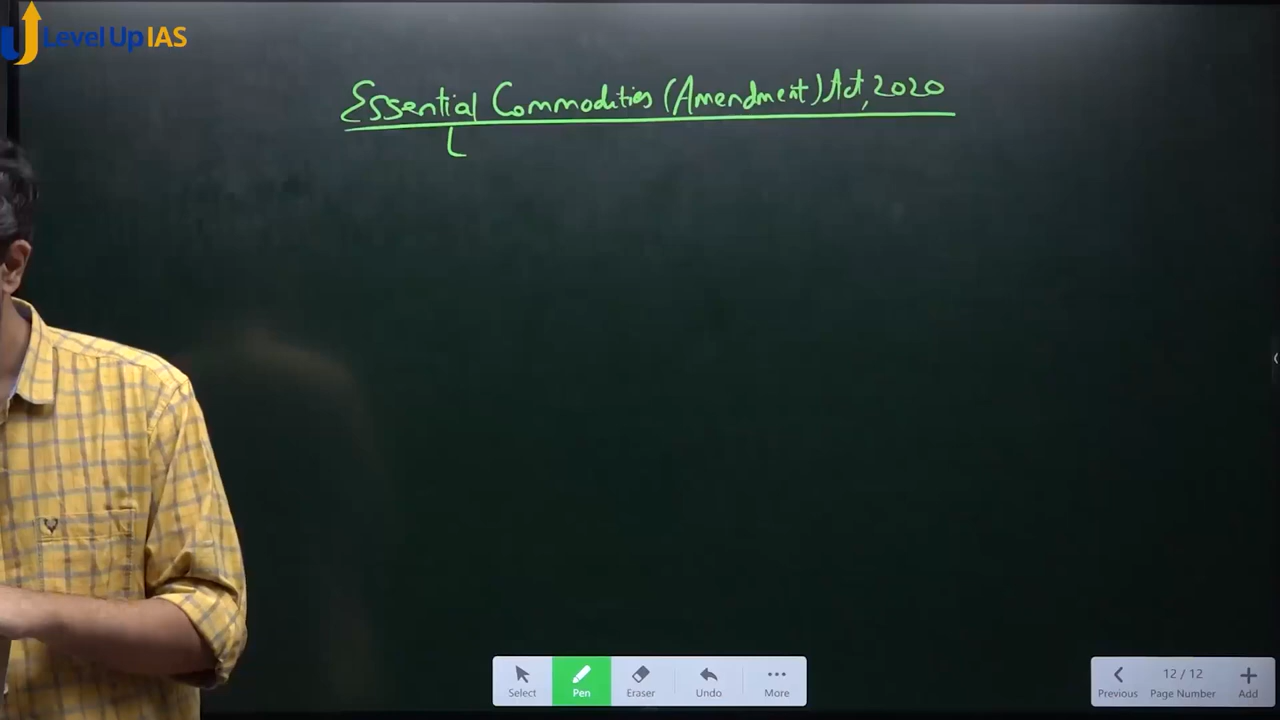 Level Up IAS
Essential Commodities (Amendment) Act, 2020
Select
Pen
Eraser
Undo
More
Previous
12 / 12
Page Number
Add